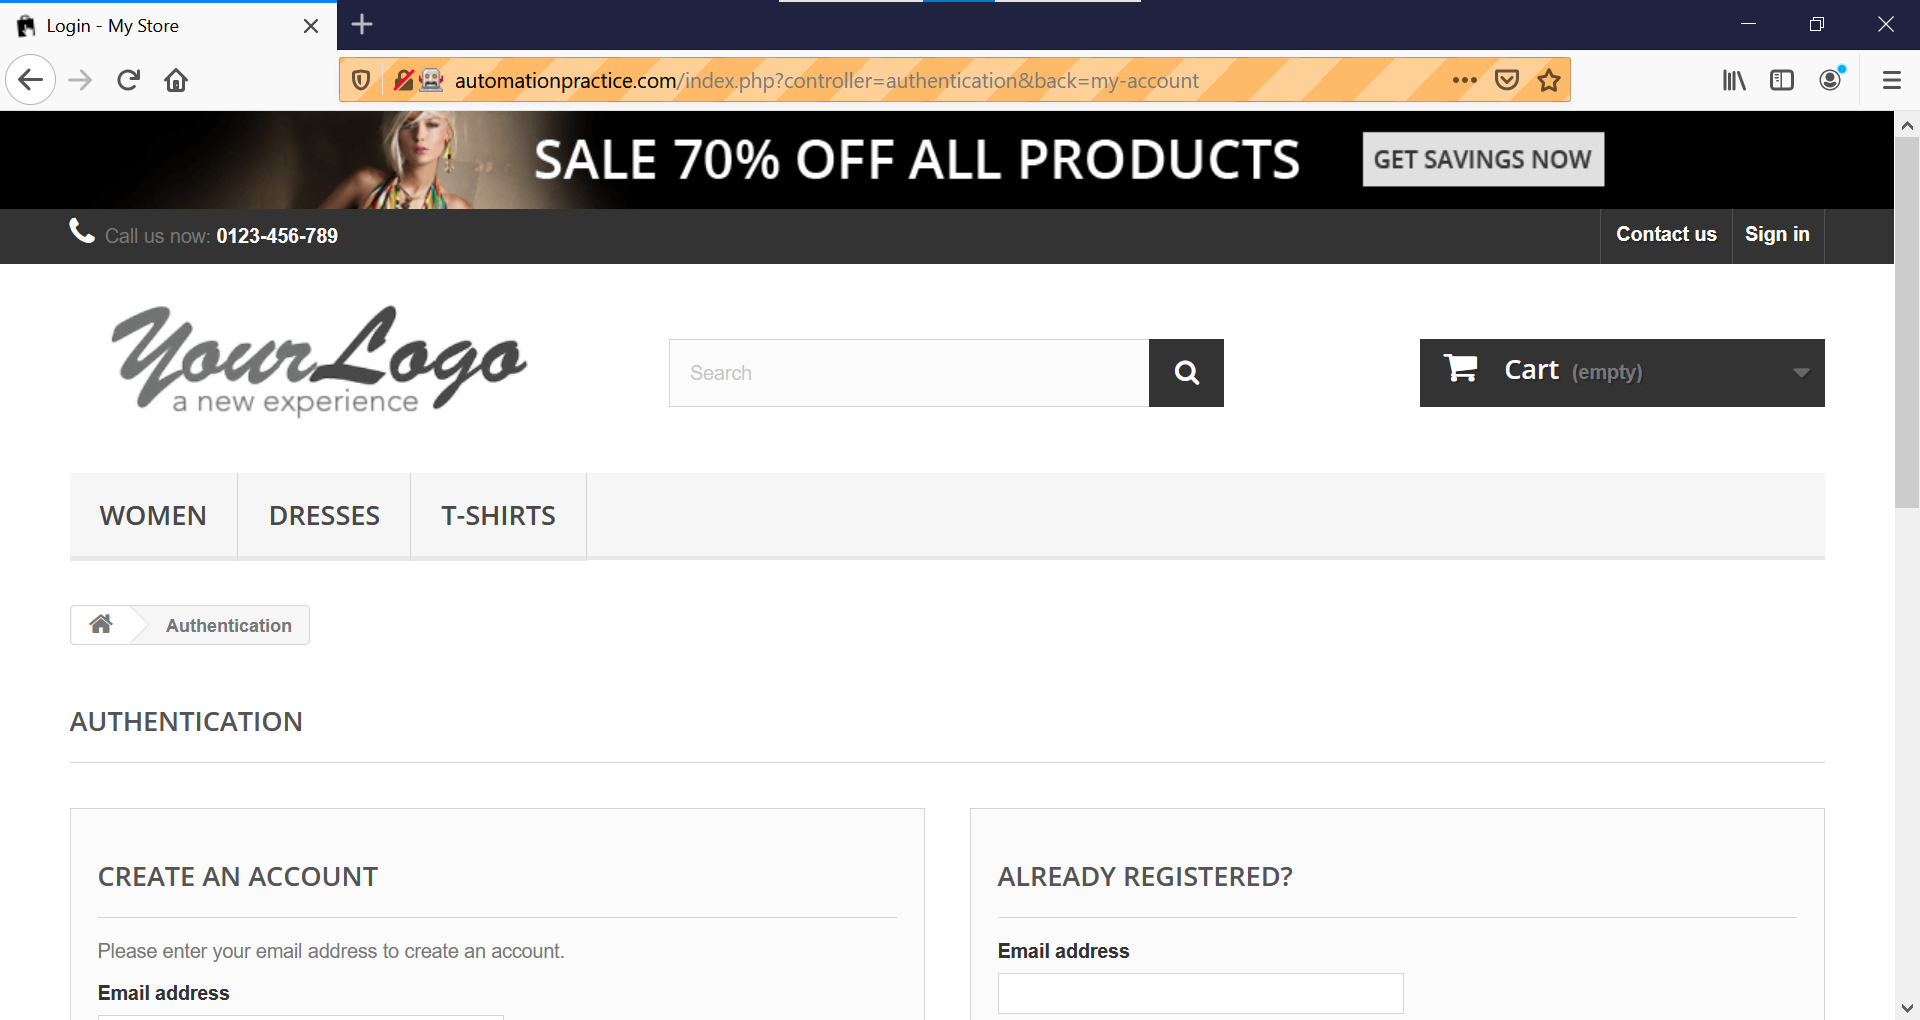 Login - My Store
automationpractice.com/index.php?controller=authentication&back=my-account
SALE 70% OFF ALL PRODUCTS
GET SAVINGS NOW
Call us now: 0123-456-789
Contact us
Sign in
YourLogo
a new experience
Search
Cart (empty)
WOMEN
DRESSES
T-SHIRTS
Authentication
AUTHENTICATION
CREATE AN ACCOUNT
Please enter your email address to create an account.
Email address
ALREADY REGISTERED?
Email address